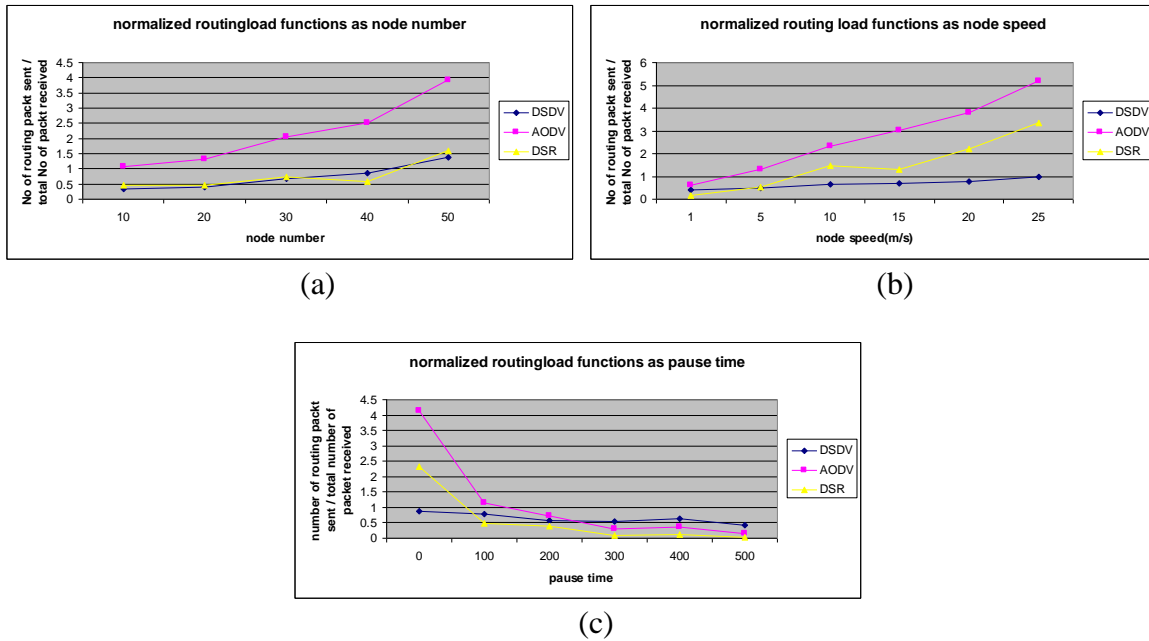 normalized routingload functions as node number
No of routing packt sent /
total No of packt received
4.5
4
3.5
3
2.5
2
1.5
1
0.5
0
10 20 30 40 50
node number
DSDV
AODV
DSR
(a)
normalized routing load functions as node speed
No of routing packt sent /
total No of packt received
6
5
4
3
2
1
0
1 5 10 15 20 25
node speed(m/s)
DSDV
AODV
DSR
(b)
normalized routingload functions as pause time
number of routing packt
sent / total number of
packet received
4.5
4
3.5
3
2.5
2
1.5
1
0.5
0
0 100 200 300 400 500
pause time
DSDV
AODV
DSR
(c)